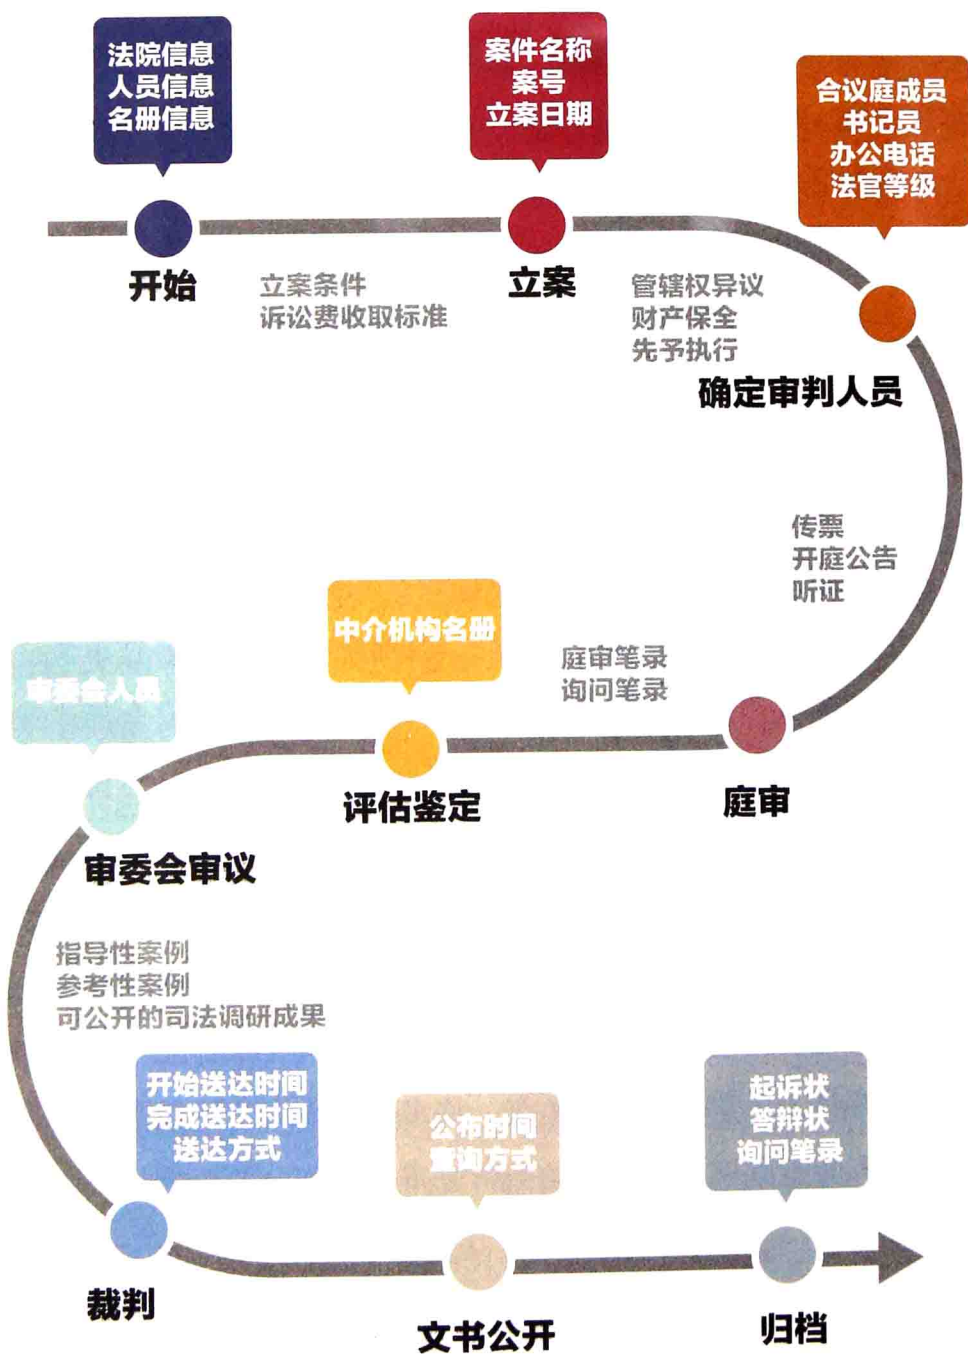 法院信息
人员信息
名册信息
开始
立案条件
诉讼费收取标准
案件名称
案号
立案日期
立案
管辖权异议
财产保全
先予执行
合议庭成员
书记员
办公电话
法官等级
确定审判人员
传票
开庭公告
听证
庭审
庭审笔录
询问笔录
中介机构名册
评估鉴定
审委会人员
审委会审议
指导性案例
参考性案例
可公开的司法调研成果
开始送达时间
完成送达时间
送达方式
裁判
公布时间
查询方式
文书公开
起诉状
答辩状
询问笔录
归档